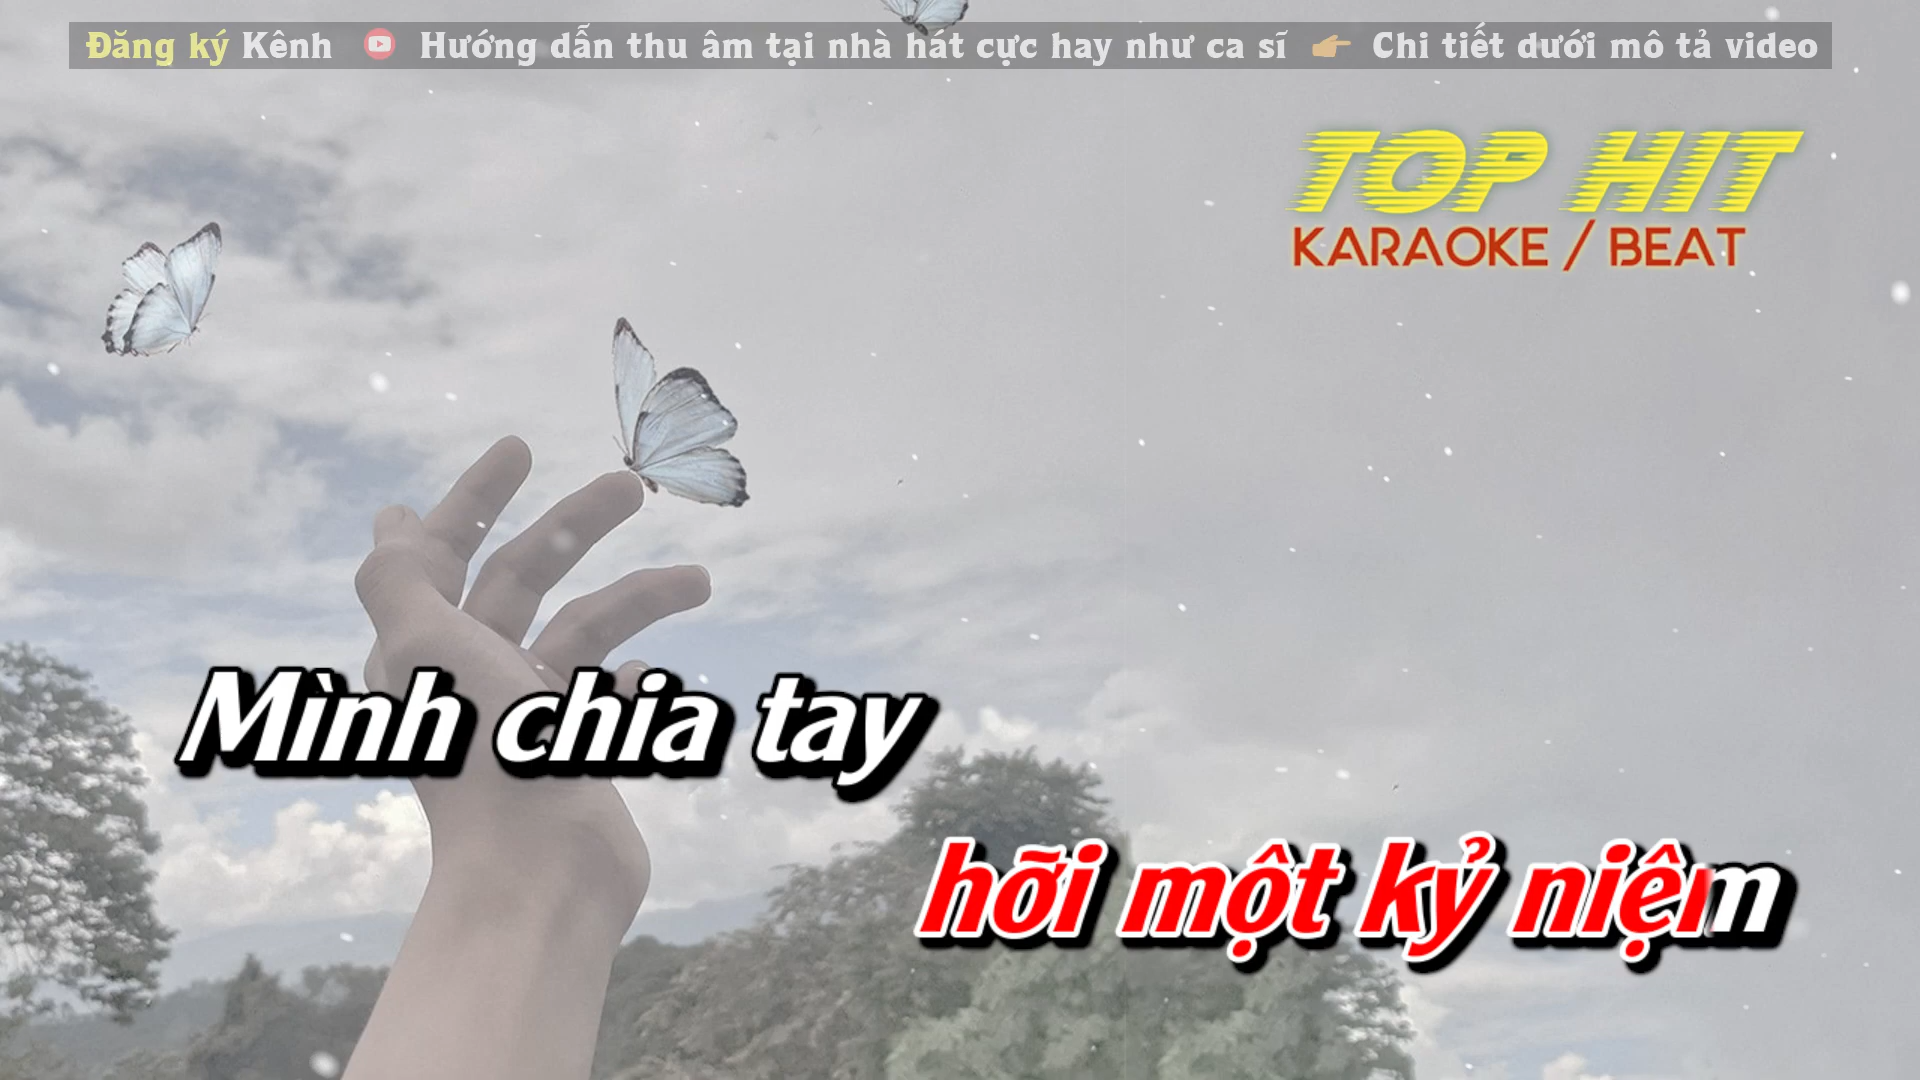 Đăng ký Kênh Hướng dẫn thu âm tại nhà hát cực hay như ca sĩ Chi tiết dưới mô tả video
TOP HIT
KARAOKE / BEAT
Mình chia tay
hỡi một kỷ niệm